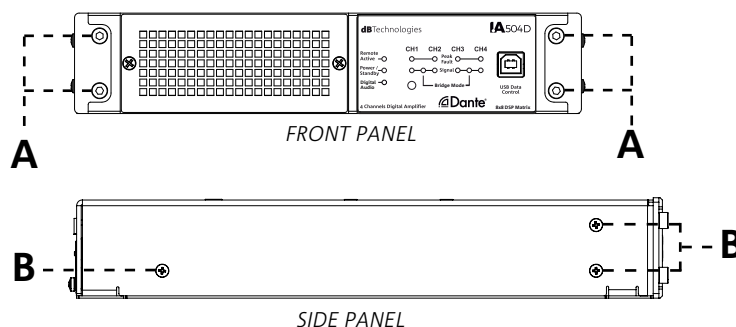 dBTechnologies IA504D
Remote Active
Power / Standby
Digital Audio
CH1 CH2 CH3 CH4
Peak
Fault
Signal
Bridge Mode
USB Data Control
4 Channels Digital Amplifier
Dante®
8x8 DSP Matrix
A
A
FRONT PANEL
B
B
SIDE PANEL